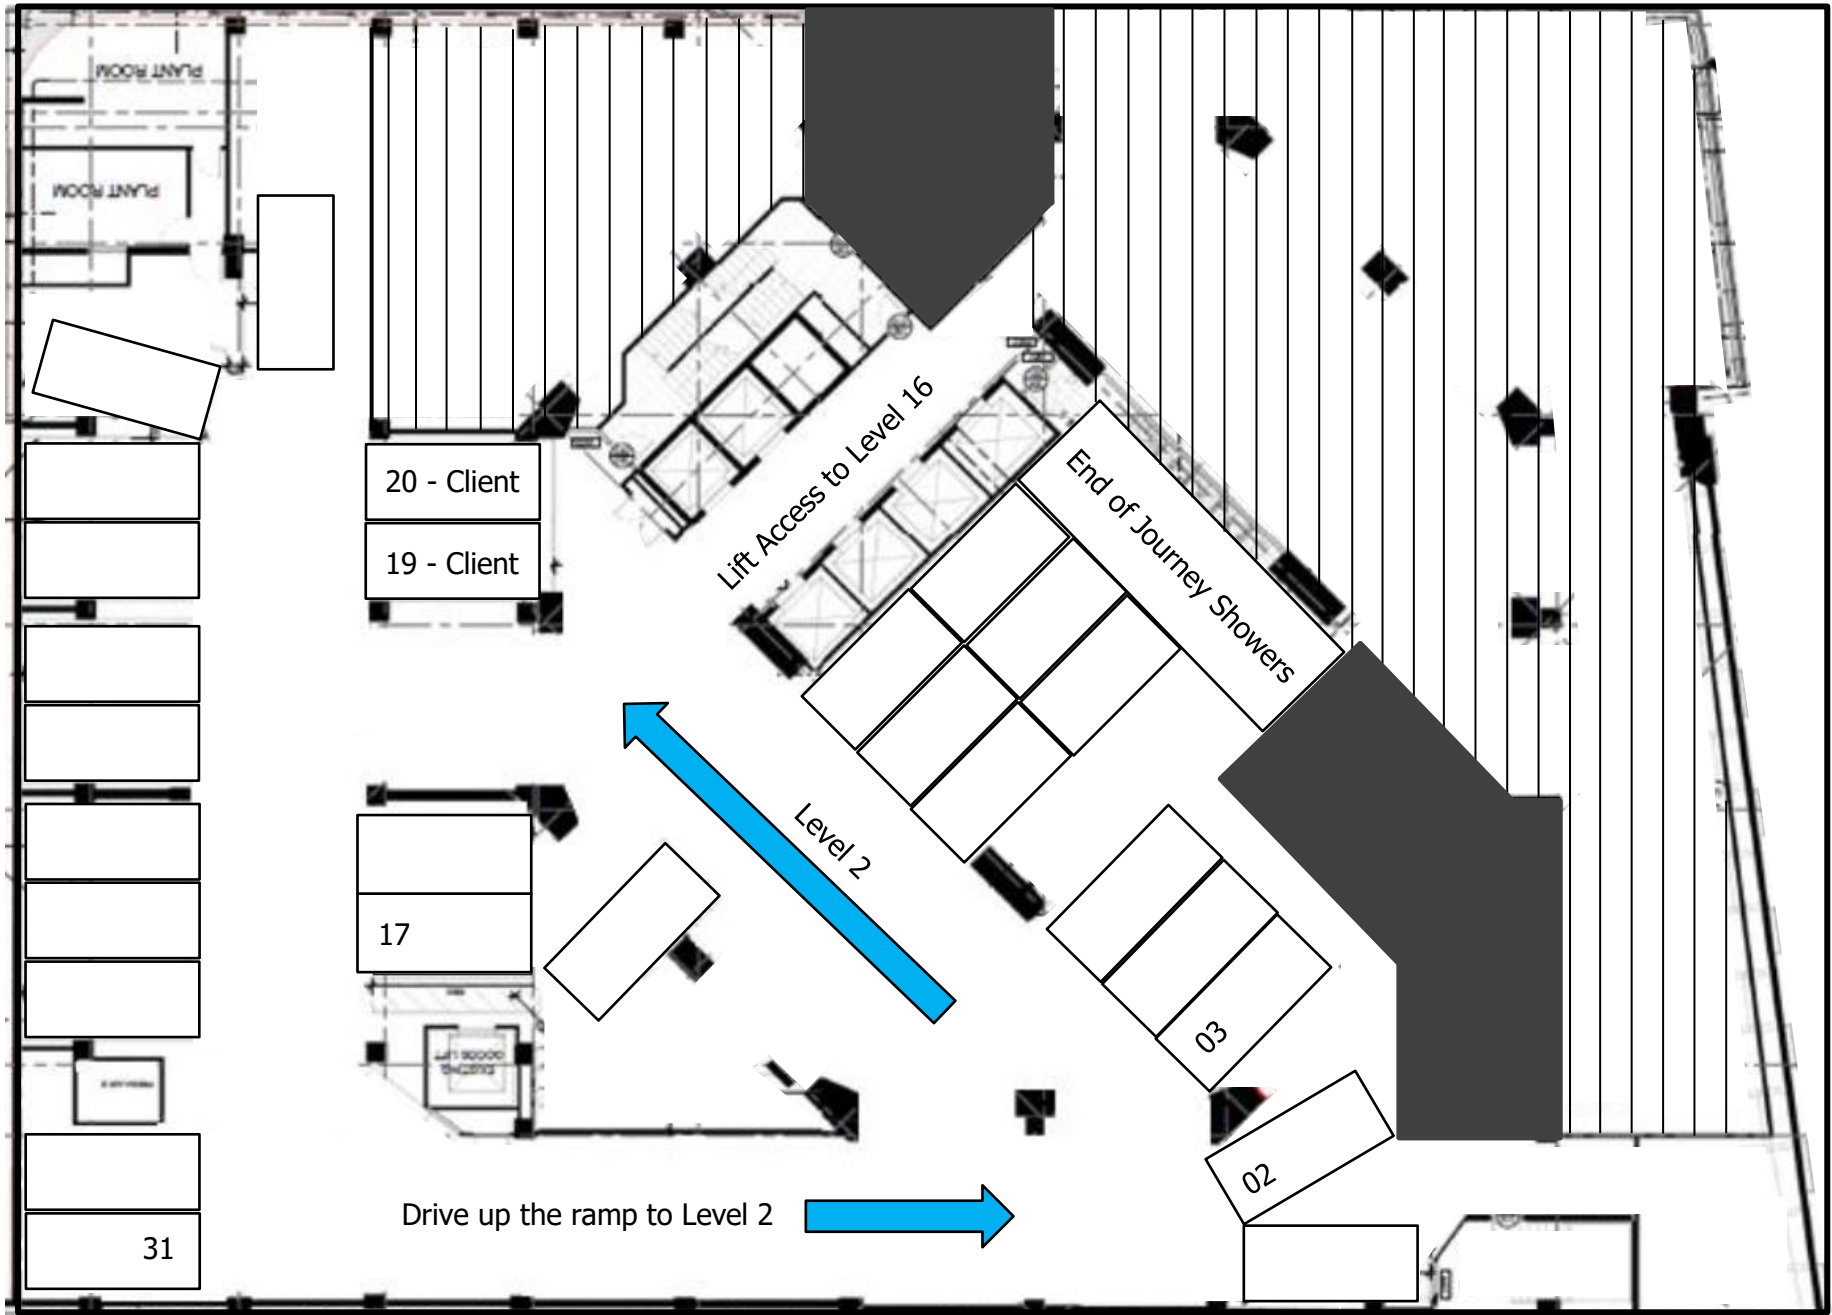 PLANT ROOM
PLANT ROOM
20 - Client
19 - Client
Lift Access to Level 16
End of Journey Showers
Level 2
17
03
EXISTING
GOODS LIFT
02
Drive up the ramp to Level 2
31